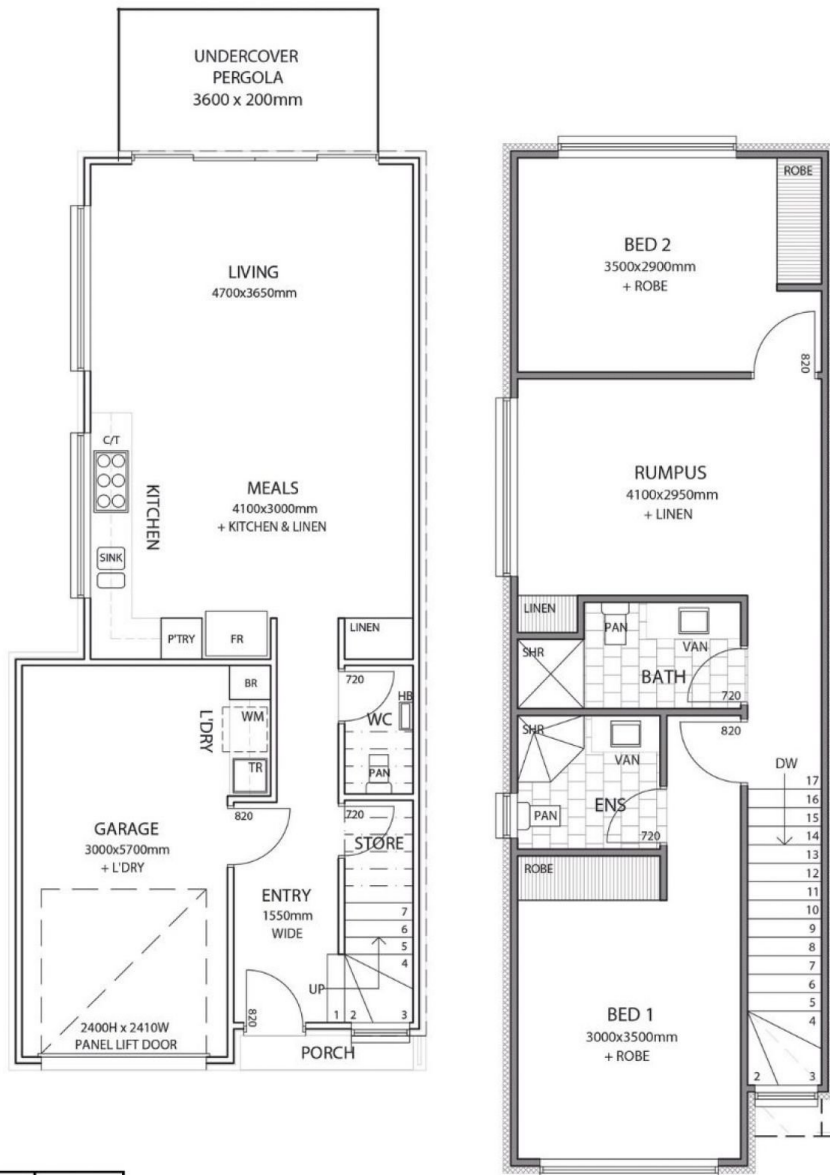 UNDERCOVER
PERGOLA
3600 x 200mm
LIVING
4700x3650mm
C/T
KITCHEN
MEALS
4100x3000mm
+ KITCHEN & LINEN
SINK
P'TRY
FR
LINEN
BR
WM
L'DRY
TR
720
HB
WC
PAN
820
720
STORE
GARAGE
3000x5700mm
+ L'DRY
ENTRY
1550mm
WIDE
7
6
5
4
UP
1
2
3
820
2400H x 2410W
PANEL LIFT DOOR
PORCH
ROBE
BED 2
3500x2900mm
+ ROBE
820
RUMPUS
4100x2950mm
+ LINEN
LINEN
PAN
VAN
SHR
BATH
720
SHR
VAN
820
ENS
PAN
720
DW
17
16
15
14
13
12
11
10
9
8
7
6
5
4
2
3
ROBE
BED 1
3000x3500mm
+ ROBE